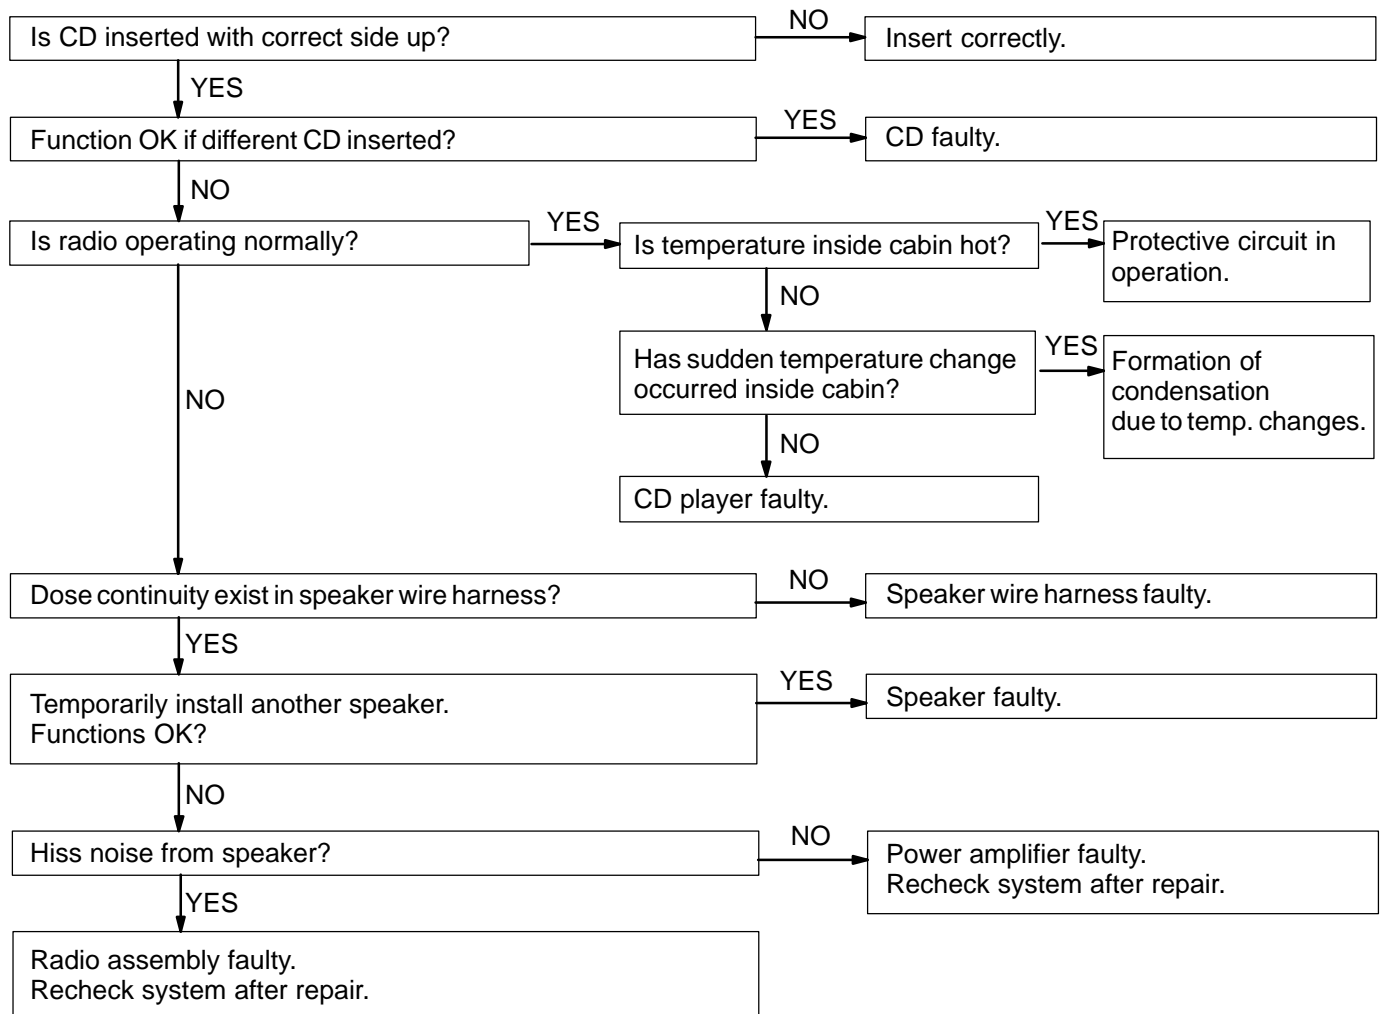 Is CD inserted with correct side up?
NO
Insert correctly.
YES
Function OK if different CD inserted?
YES
CD faulty.
NO
Is radio operating normally?
YES
Is temperature inside cabin hot?
YES
Protective circuit in
operation.
NO
Has sudden temperature change
occurred inside cabin?
YES
Formation of
condensation
due to temp. changes.
NO
CD player faulty.
NO
Dose continuity exist in speaker wire harness?
NO
Speaker wire harness faulty.
YES
Temporarily install another speaker.
Functions OK?
YES
Speaker faulty.
NO
Hiss noise from speaker?
NO
Power amplifier faulty.
Recheck system after repair.
YES
Radio assembly faulty.
Recheck system after repair.